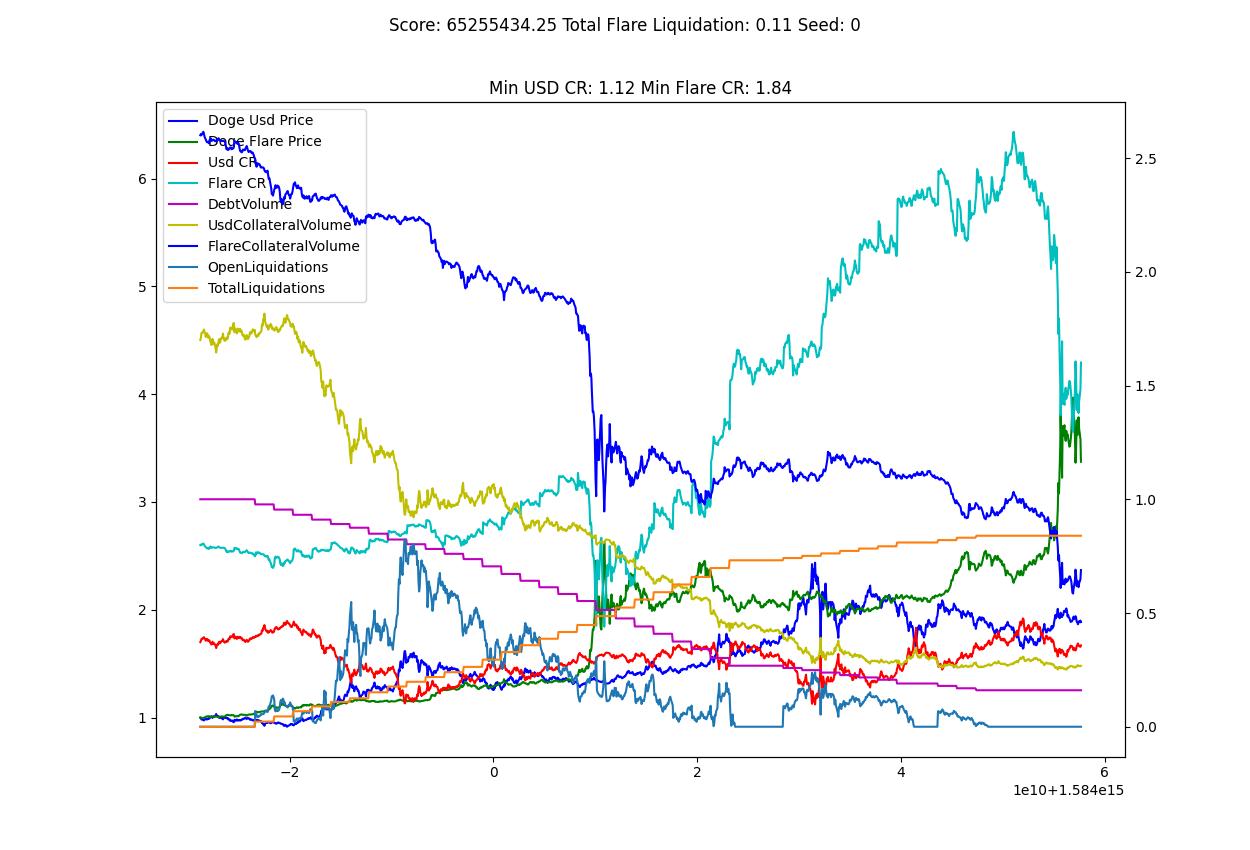 Score: 65255434.25 Total Flare Liquidation: 0.11 Seed: 0
Min USD CR: 1.12 Min Flare CR: 1.84
Doge Usd Price
Doge Flare Price
Usd CR
Flare CR
DebtVolume
UsdCollateralVolume
FlareCollateralVolume
OpenLiquidations
TotalLiquidations
6
5
4
3
2
1
2.5
2.0
1.5
1.0
0.5
0.0
−2
0
2
4
6
1e10+1.584e15